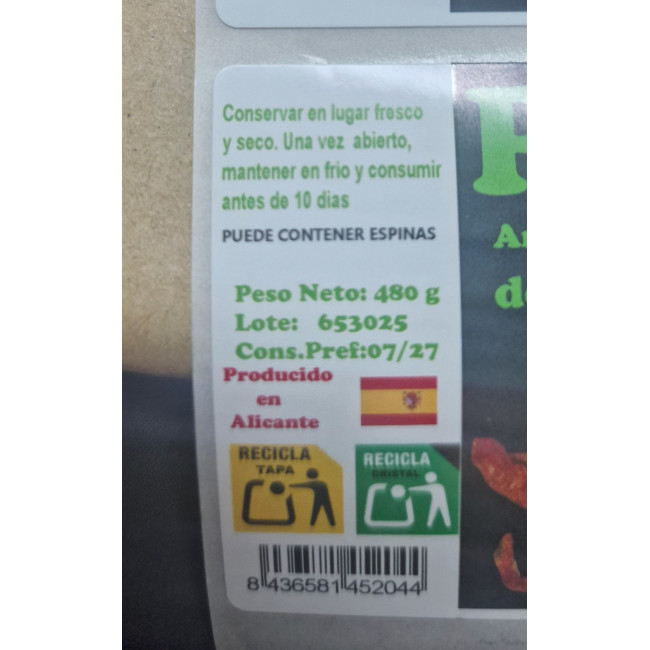 Conservar en lugar fresco
y seco. Una vez abierto,
mantener en frio y consumir
antes de 10 dias
PUEDE CONTENER ESPINAS
Peso Neto: 480 g
Lote: 653025
Cons.Pref:07/27
Producido
en
Alicante
RECICLA
TAPA
RECICLA
CRISTAL
8 436581 452044